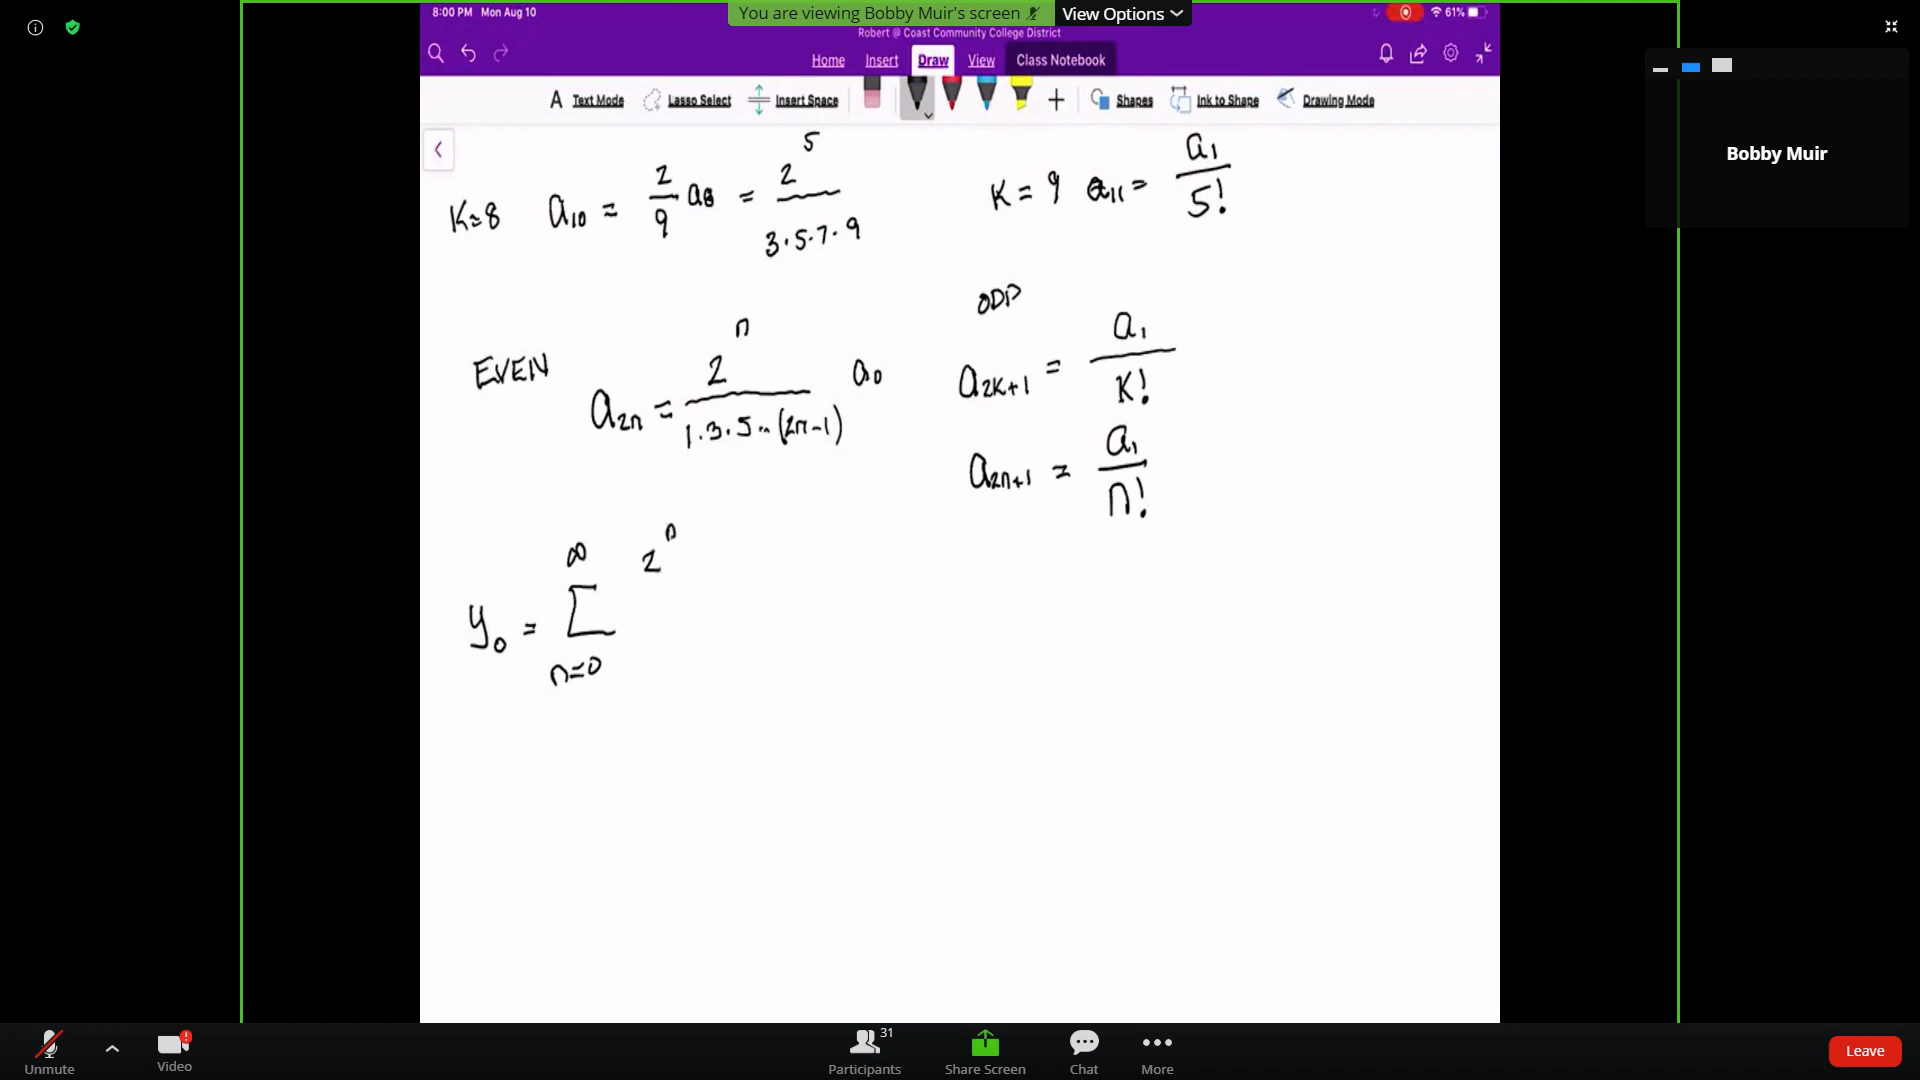 8:00 PM Mon Aug 10
You are viewing Bobby Muir's screen
View Options
61%
Robert @ Coast Community College District
Home Insert Draw View Class Notebook
A Text Mode Lasso Select Insert Space Shapes Ink to Shape Drawing Mode
Bobby Muir
K=8 a₁₀ = 2/9 a₈ = 2⁵/(3·5·7·9)
K = 9 a₁₁ = a₁/5!
EVEN a₂ₙ = 2ⁿ/(1·3·5...(2n-1)) a₀
ODD
a₂ₖ₊₁ = a₁/K!
a₂ₙ₊₁ = a₁/n!
y₀ = ∞ Σ n=0 2ⁿ
Unmute
Video
31
Participants
Share Screen
Chat
More
Leave